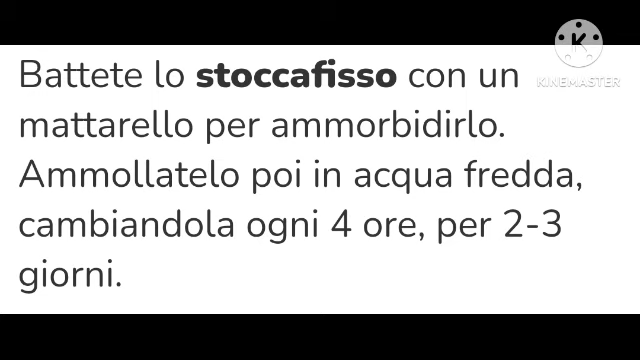 Battete lo stoccafisso con un
mattarello per ammorbidirlo.
Ammollatelo poi in acqua fredda,
cambiandola ogni 4 ore, per 2-3
giorni.
K
KINEMASTER